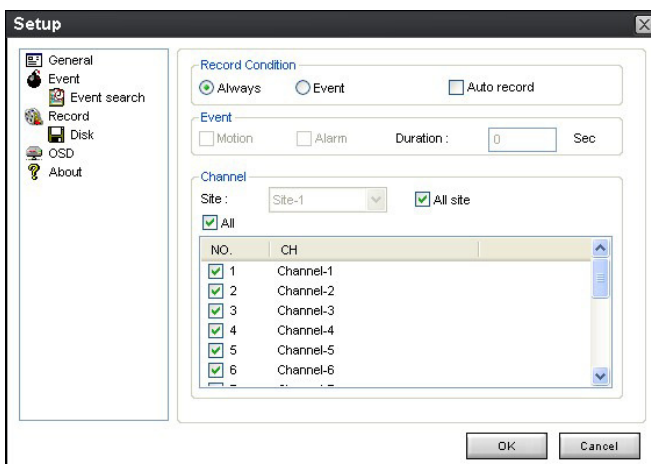 Setup
General
Event
Event search
Record
Disk
OSD
About
Record Condition
Always Event Auto record
Event
Motion Alarm Duration : 0 Sec
Channel
Site : Site-1 All site
All
NO. CH
1 Channel-1
2 Channel-2
3 Channel-3
4 Channel-4
5 Channel-5
6 Channel-6
OK Cancel